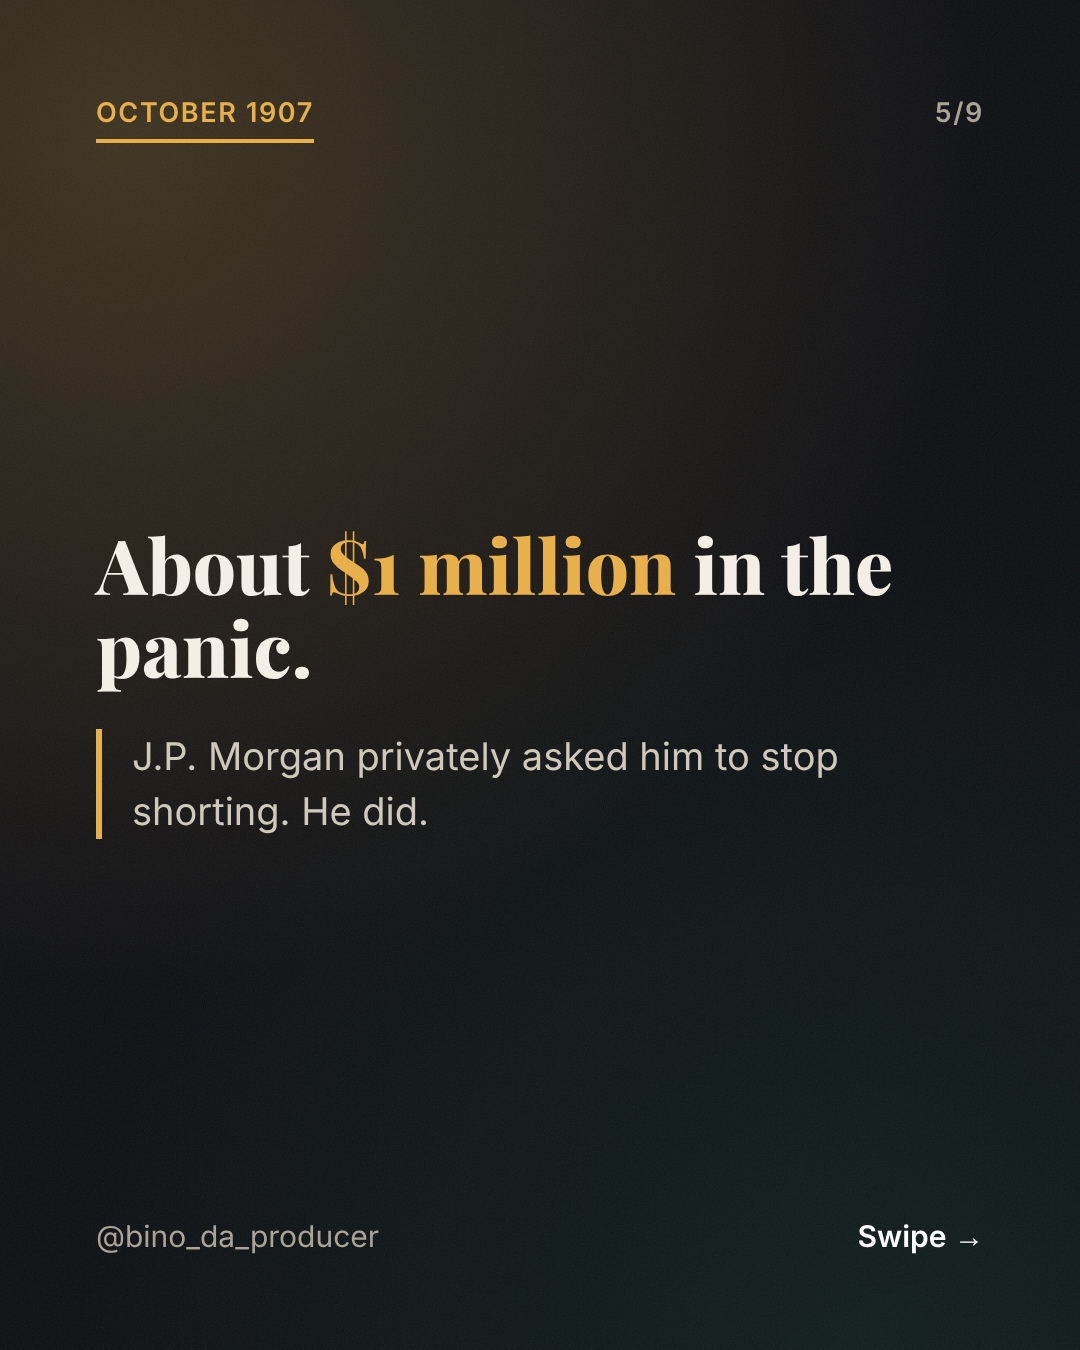 OCTOBER 1907
5/9
About $1 million in the
panic.
J.P. Morgan privately asked him to stop
shorting. He did.
@bino_da_producer
Swipe →